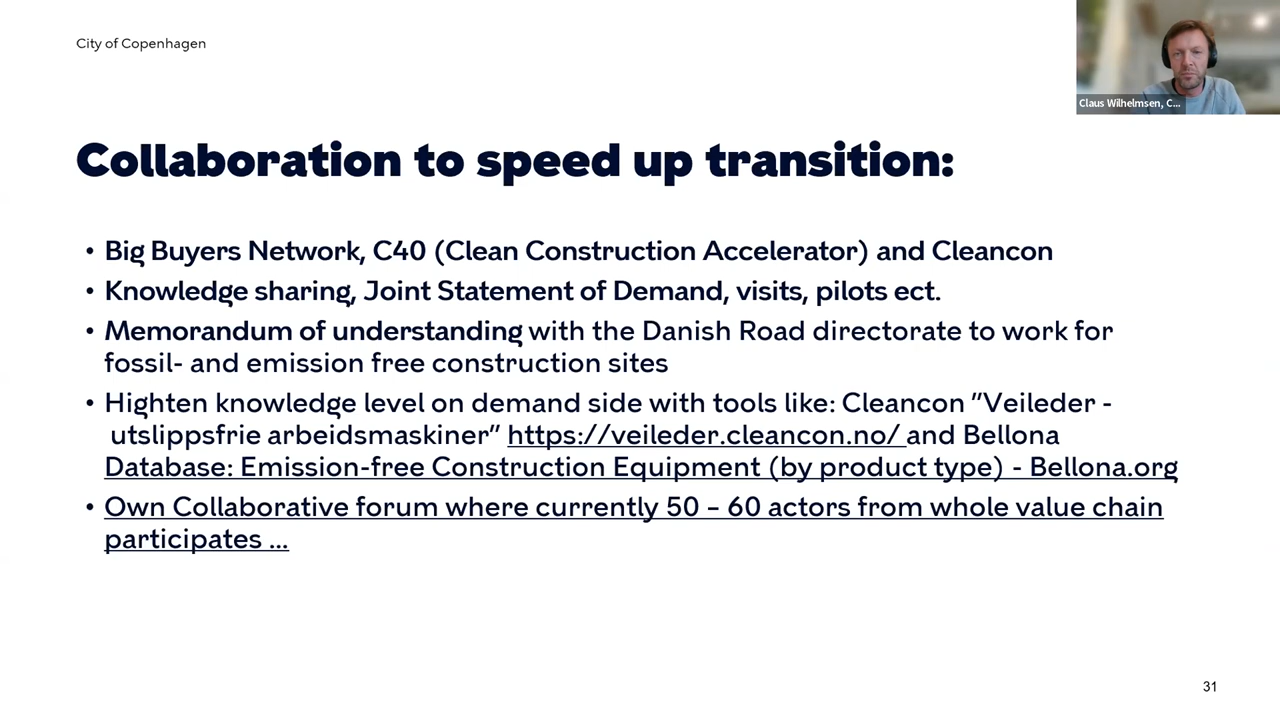 City of Copenhagen
Claus Wilhelmsen, C...
Collaboration to speed up transition:
• Big Buyers Network, C40 (Clean Construction Accelerator) and Cleancon
• Knowledge sharing, Joint Statement of Demand, visits, pilots ect.
• Memorandum of understanding with the Danish Road directorate to work for
fossil- and emission free construction sites
• Highten knowledge level on demand side with tools like: Cleancon ”Veileder -
utslippsfrie arbeidsmaskiner” https://veileder.cleancon.no/ and Bellona
Database: Emission-free Construction Equipment (by product type) - Bellona.org
• Own Collaborative forum where currently 50 – 60 actors from whole value chain
participates ...
31